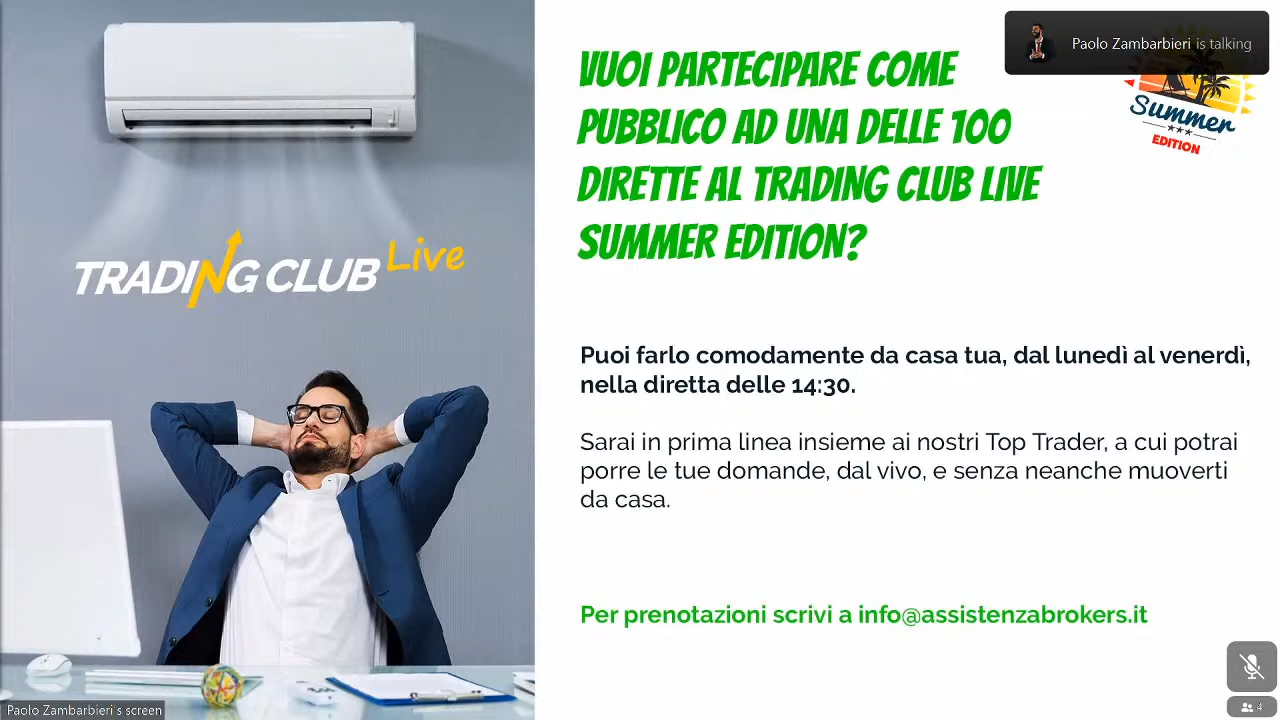 Paolo Zambarbieri is talking
VUOI PARTECIPARE COME
PUBBLICO AD UNA DELLE 100
DIRETTE AL TRADING CLUB LIVE
SUMMER EDITION?
Summer
EDITION
TRADING CLUB Live
Puoi farlo comodamente da casa tua, dal lunedì al venerdì,
nella diretta delle 14:30.
Sarai in prima linea insieme ai nostri Top Trader, a cui potrai
porre le tue domande, dal vivo, e senza neanche muoverti
da casa.
Per prenotazioni scrivi a info@assistenzabrokers.it
Paolo Zambarbieri's screen
4